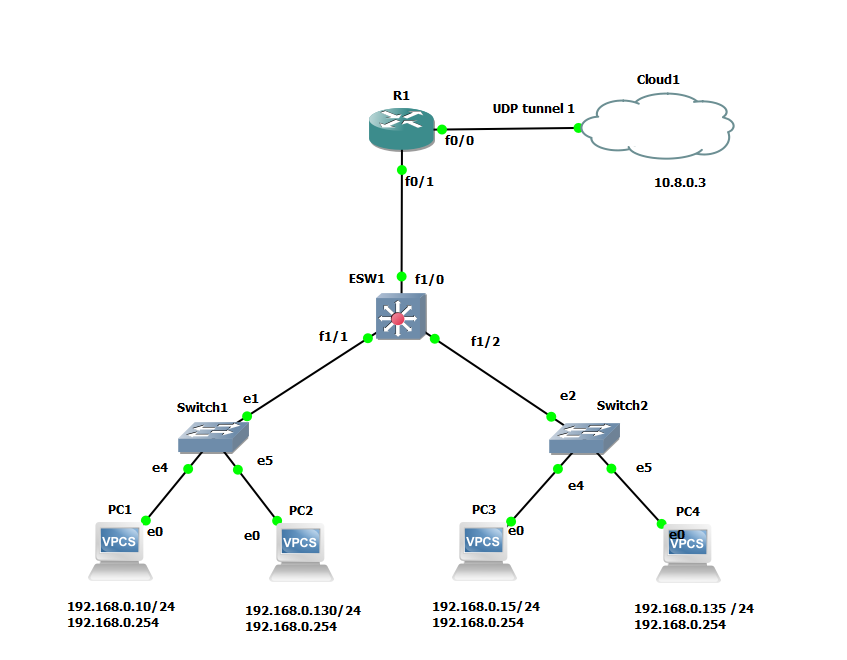 Cloud1
R1
UDP tunnel 1
f0/0
f0/1
10.8.0.3
ESW1
f1/0
f1/1
f1/2
Switch1
e1
e2
Switch2
e4
e5
e4
e5
PC1
e0
PC2
e0
PC3
e0
PC4
e0
VPCS
VPCS
VPCS
VPCS
192.168.0.10/24
192.168.0.254
192.168.0.130/24
192.168.0.254
192.168.0.15/24
192.168.0.254
192.168.0.135 /24
192.168.0.254